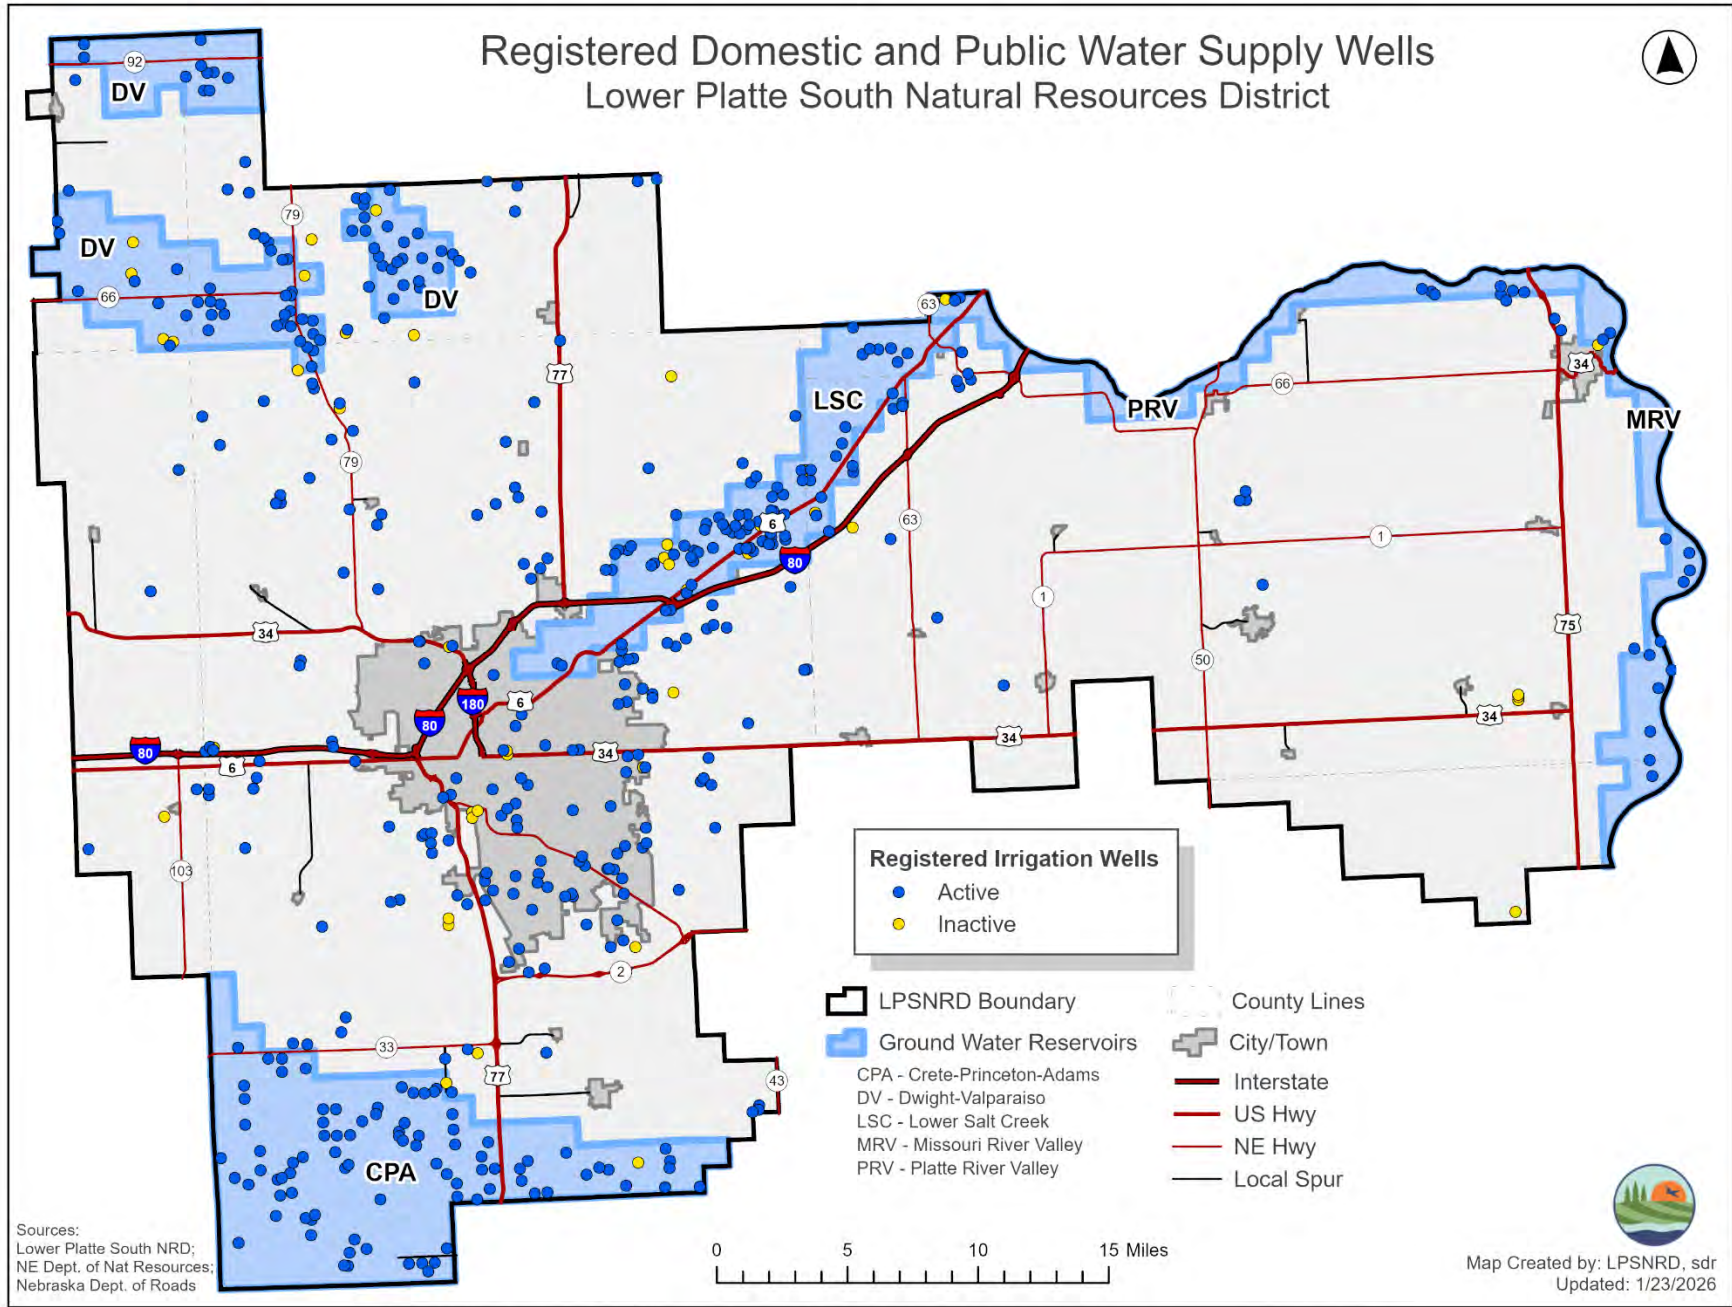 Registered Domestic and Public Water Supply Wells
Lower Platte South Natural Resources District
92
DV
79
DV
66
DV
63
77
LSC
PRV
66
34
MRV
79
6
80
63
1
1
34
75
50
180
6
80
34
34
34
80
6
103
2
33
77
43
CPA
Registered Irrigation Wells
Active
Inactive
LPSNRD Boundary
Ground Water Reservoirs
CPA - Crete-Princeton-Adams
DV - Dwight-Valparaiso
LSC - Lower Salt Creek
MRV - Missouri River Valley
PRV - Platte River Valley
County Lines
City/Town
Interstate
US Hwy
NE Hwy
Local Spur
Sources:
Lower Platte South NRD;
NE Dept. of Nat Resources;
Nebraska Dept. of Roads
0 5 10 15 Miles
Map Created by: LPSNRD, sdr
Updated: 1/23/2026